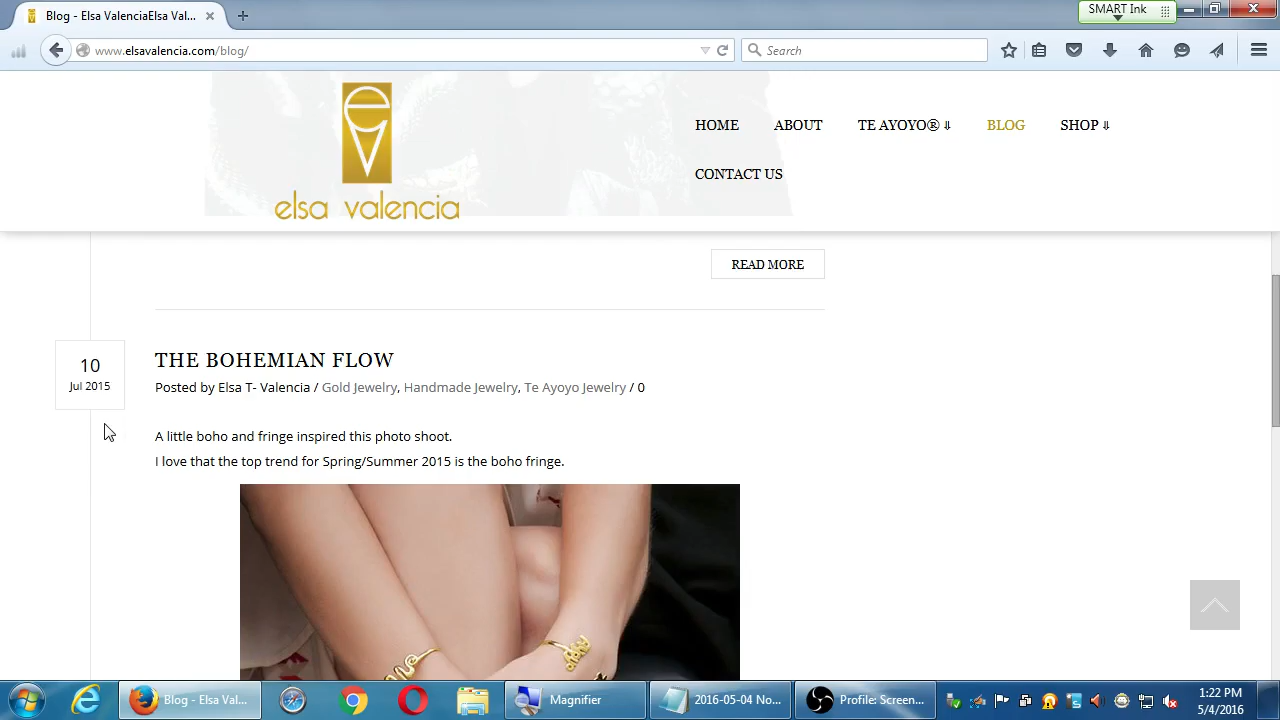 Blog - Elsa ValenciaElsa Val...
SMART Ink
www.elsavalencia.com/blog/
Search
ev
elsa valencia
HOME ABOUT TE AYOYO® ⇓ BLOG SHOP ⇓
CONTACT US
READ MORE
10
Jul 2015
THE BOHEMIAN FLOW
Posted by Elsa T- Valencia / Gold Jewelry, Handmade Jewelry, Te Ayoyo Jewelry / 0
A little boho and fringe inspired this photo shoot.
I love that the top trend for Spring/Summer 2015 is the boho fringe.
Blog - Elsa Val... Magnifier 2016-05-04 No... Profile: Screen...
1:22 PM
5/4/2016